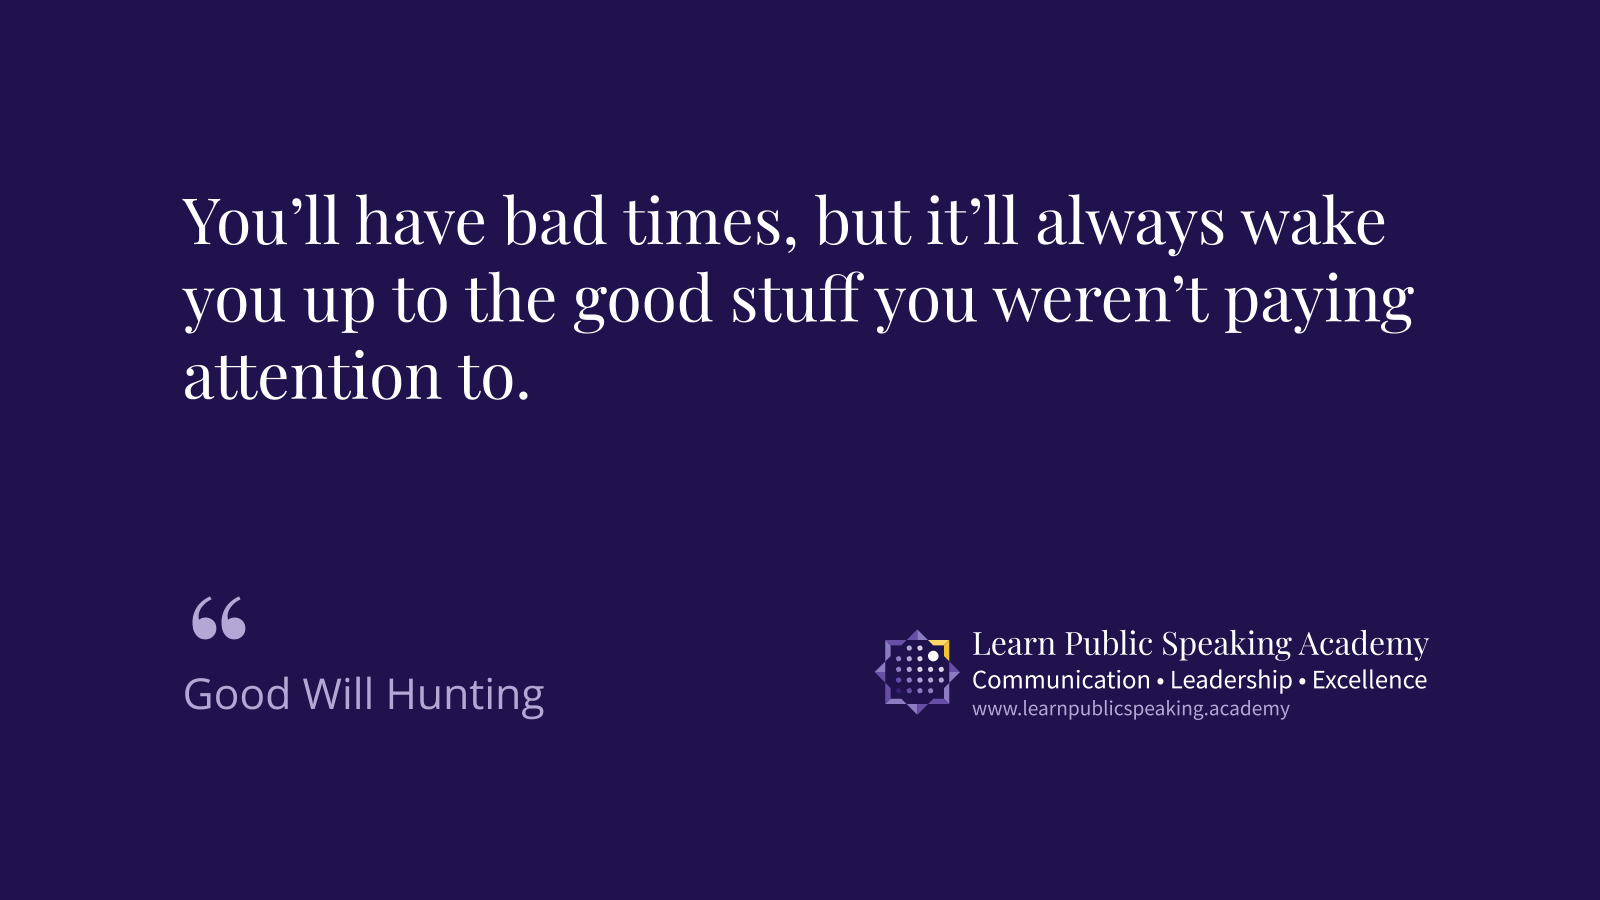 You’ll have bad times, but it’ll always wake
you up to the good stuff you weren’t paying
attention to.
“
Good Will Hunting
Learn Public Speaking Academy
Communication • Leadership • Excellence
www.learnpublicspeaking.academy